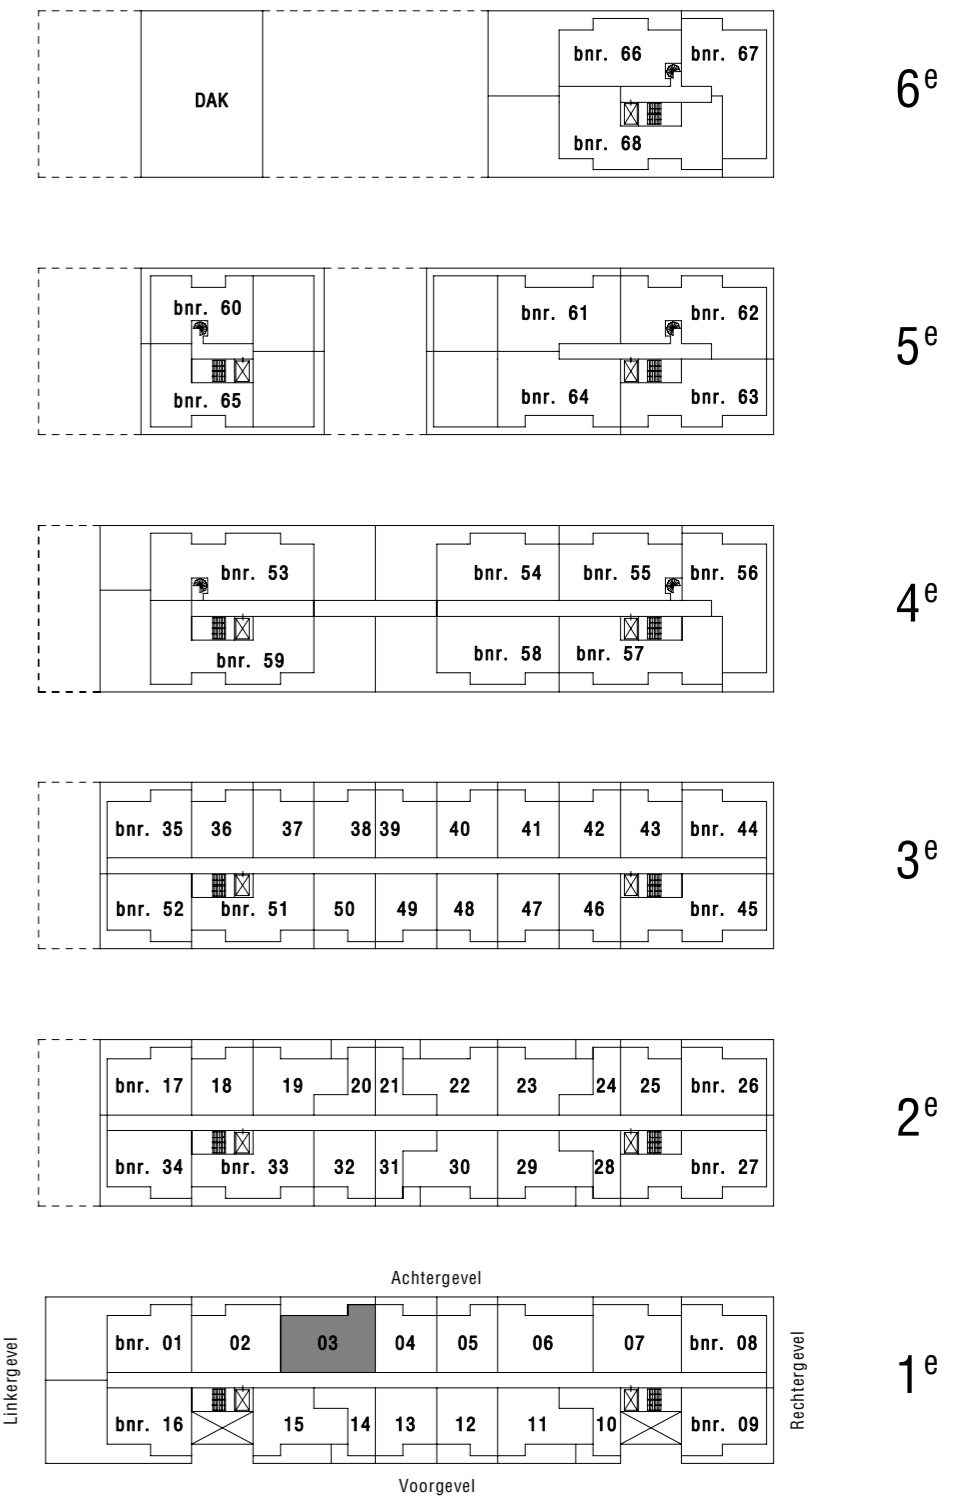 bnr. 66 bnr. 67
6e
DAK
bnr. 68
bnr. 60 bnr. 61 bnr. 62
5e
bnr. 65 bnr. 64 bnr. 63
bnr. 53 bnr. 54 bnr. 55 bnr. 56
4e
bnr. 59 bnr. 58 bnr. 57
bnr. 35 36 37 38 39 40 41 42 43 bnr. 44
3e
bnr. 52 bnr. 51 50 49 48 47 46 bnr. 45
bnr. 17 18 19 20 21 22 23 24 25 bnr. 26
2e
bnr. 34 bnr. 33 32 31 30 29 28 bnr. 27
Achtergevel
bnr. 01 02 03 04 05 06 07 bnr. 08
Linkergevel
Rechtergevel
1e
bnr. 16 15 14 13 12 11 10 bnr. 09
Voorgevel